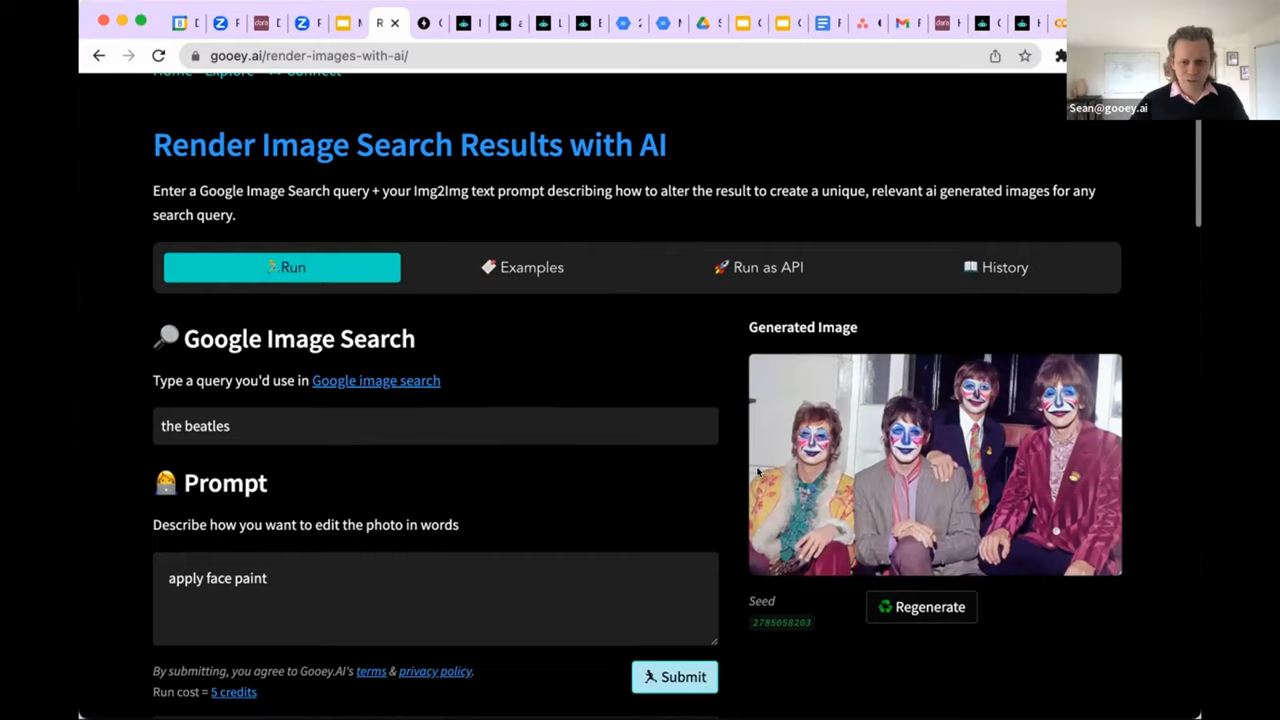 gooey.ai/render-images-with-ai/
Sean@gooey.ai
Home Explore Connect
Render Image Search Results with AI
Enter a Google Image Search query + your Img2Img text prompt describing how to alter the result to create a unique, relevant ai generated images for any
search query.
Run
Examples
Run as API
History
Google Image Search
Type a query you'd use in Google image search
the beatles
Prompt
Describe how you want to edit the photo in words
apply face paint
By submitting, you agree to Gooey.AI's terms & privacy policy.
Run cost = 5 credits
Submit
Generated Image
Seed
2785058203
Regenerate